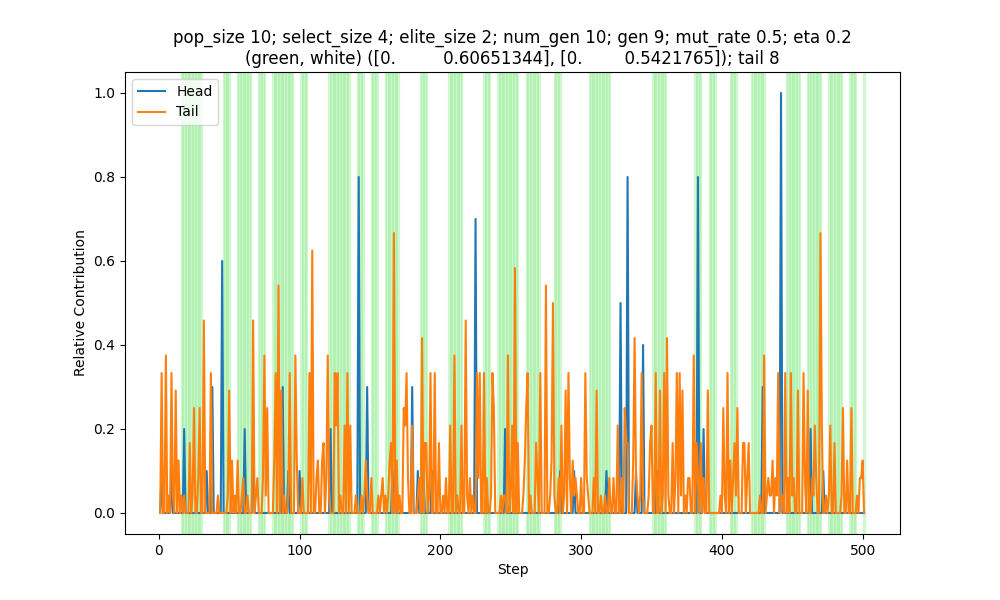 pop_size 10; select_size 4; elite_size 2; num_gen 10; gen 9; mut_rate 0.5; eta 0.2
(green, white) ([0. 0.60651344], [0. 0.5421765]); tail 8
Head
Tail
1.0
0.8
0.6
0.4
0.2
0.0
Relative Contribution
0 100 200 300 400 500
Step